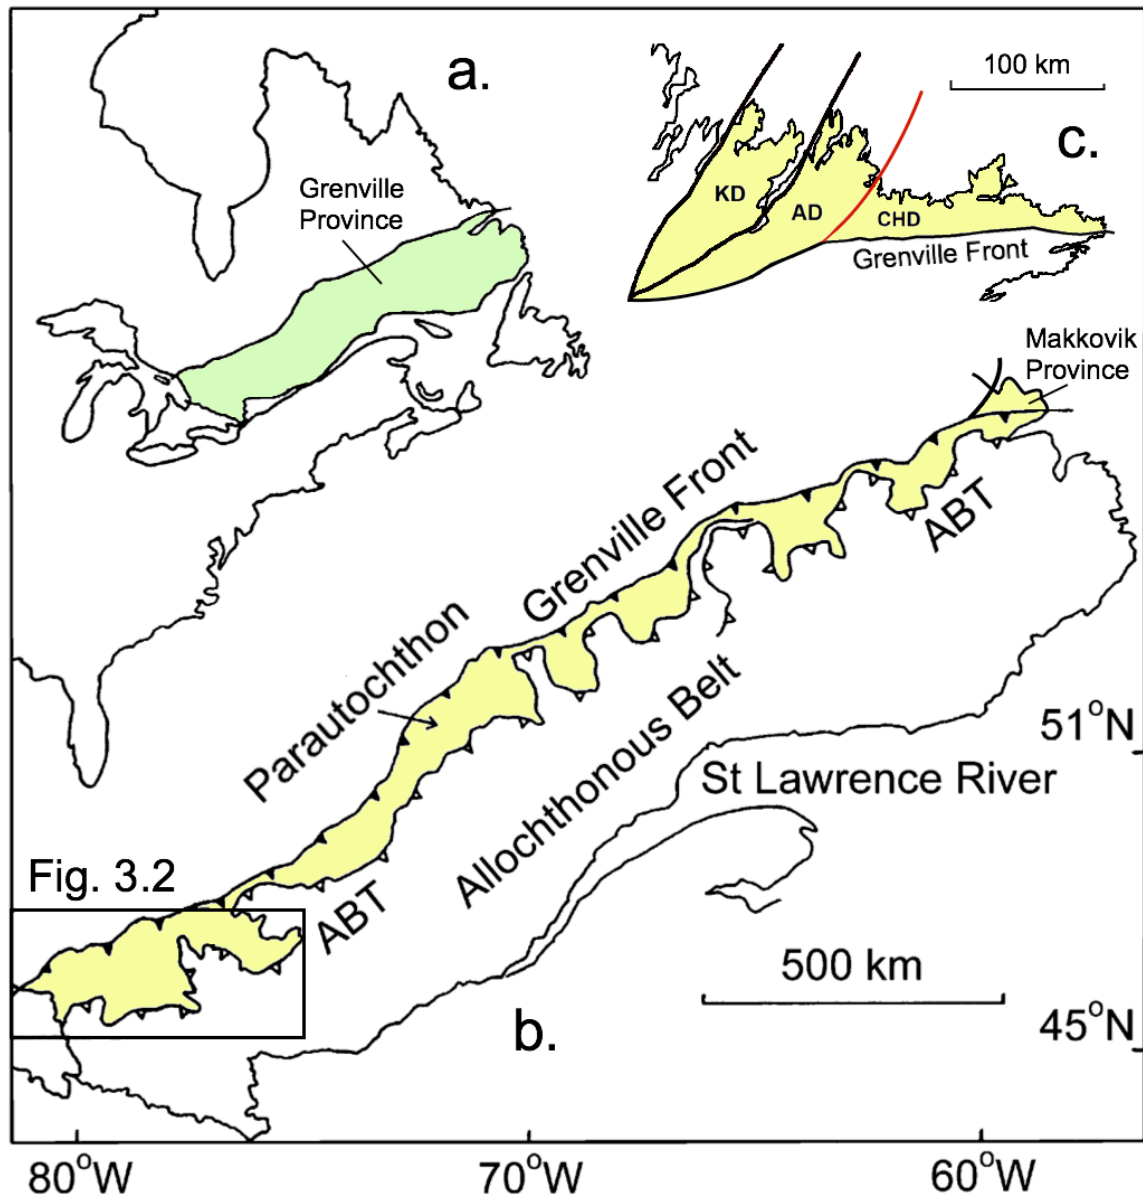 a.
Grenville
Province
100 km
c.
KD
AD
CHD
Grenville Front
Makkovik
Province
Grenville Front
ABT
Parautochthon
Allochthonous Belt
51°N
St Lawrence River
Fig. 3.2
ABT
500 km
45°N
b.
80°W
70°W
60°W